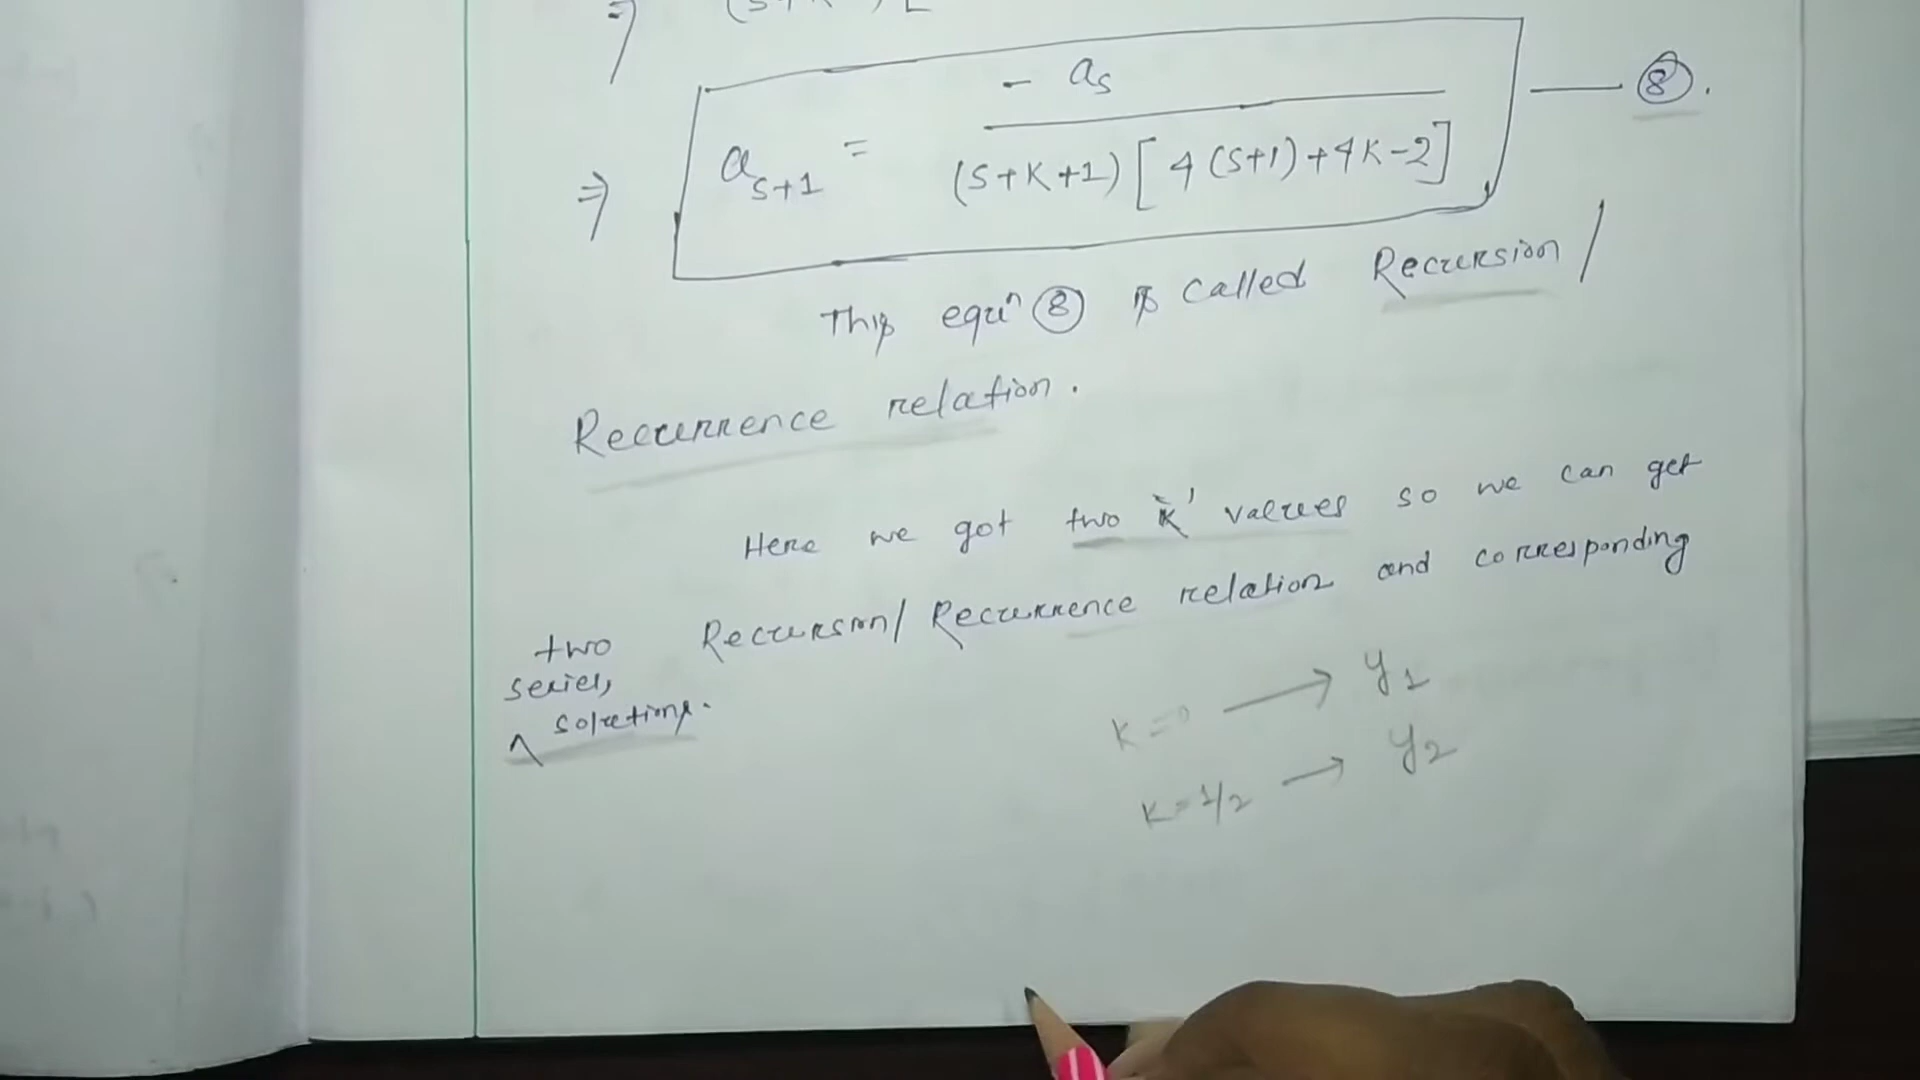 ⇒ (S+K
⇒ a_{s+1} = - a_s / (S+K+1) [4(S+1)+4K-2] —— ⑧.
This equⁿ ⑧ is called Recursion/
Recurrence relation.
Here we got two 'K' values so we can get
two Recursion/Recurrence relation and corresponding
series,
^ solutions.
K=0 → y₁
K=1/2 → y₂